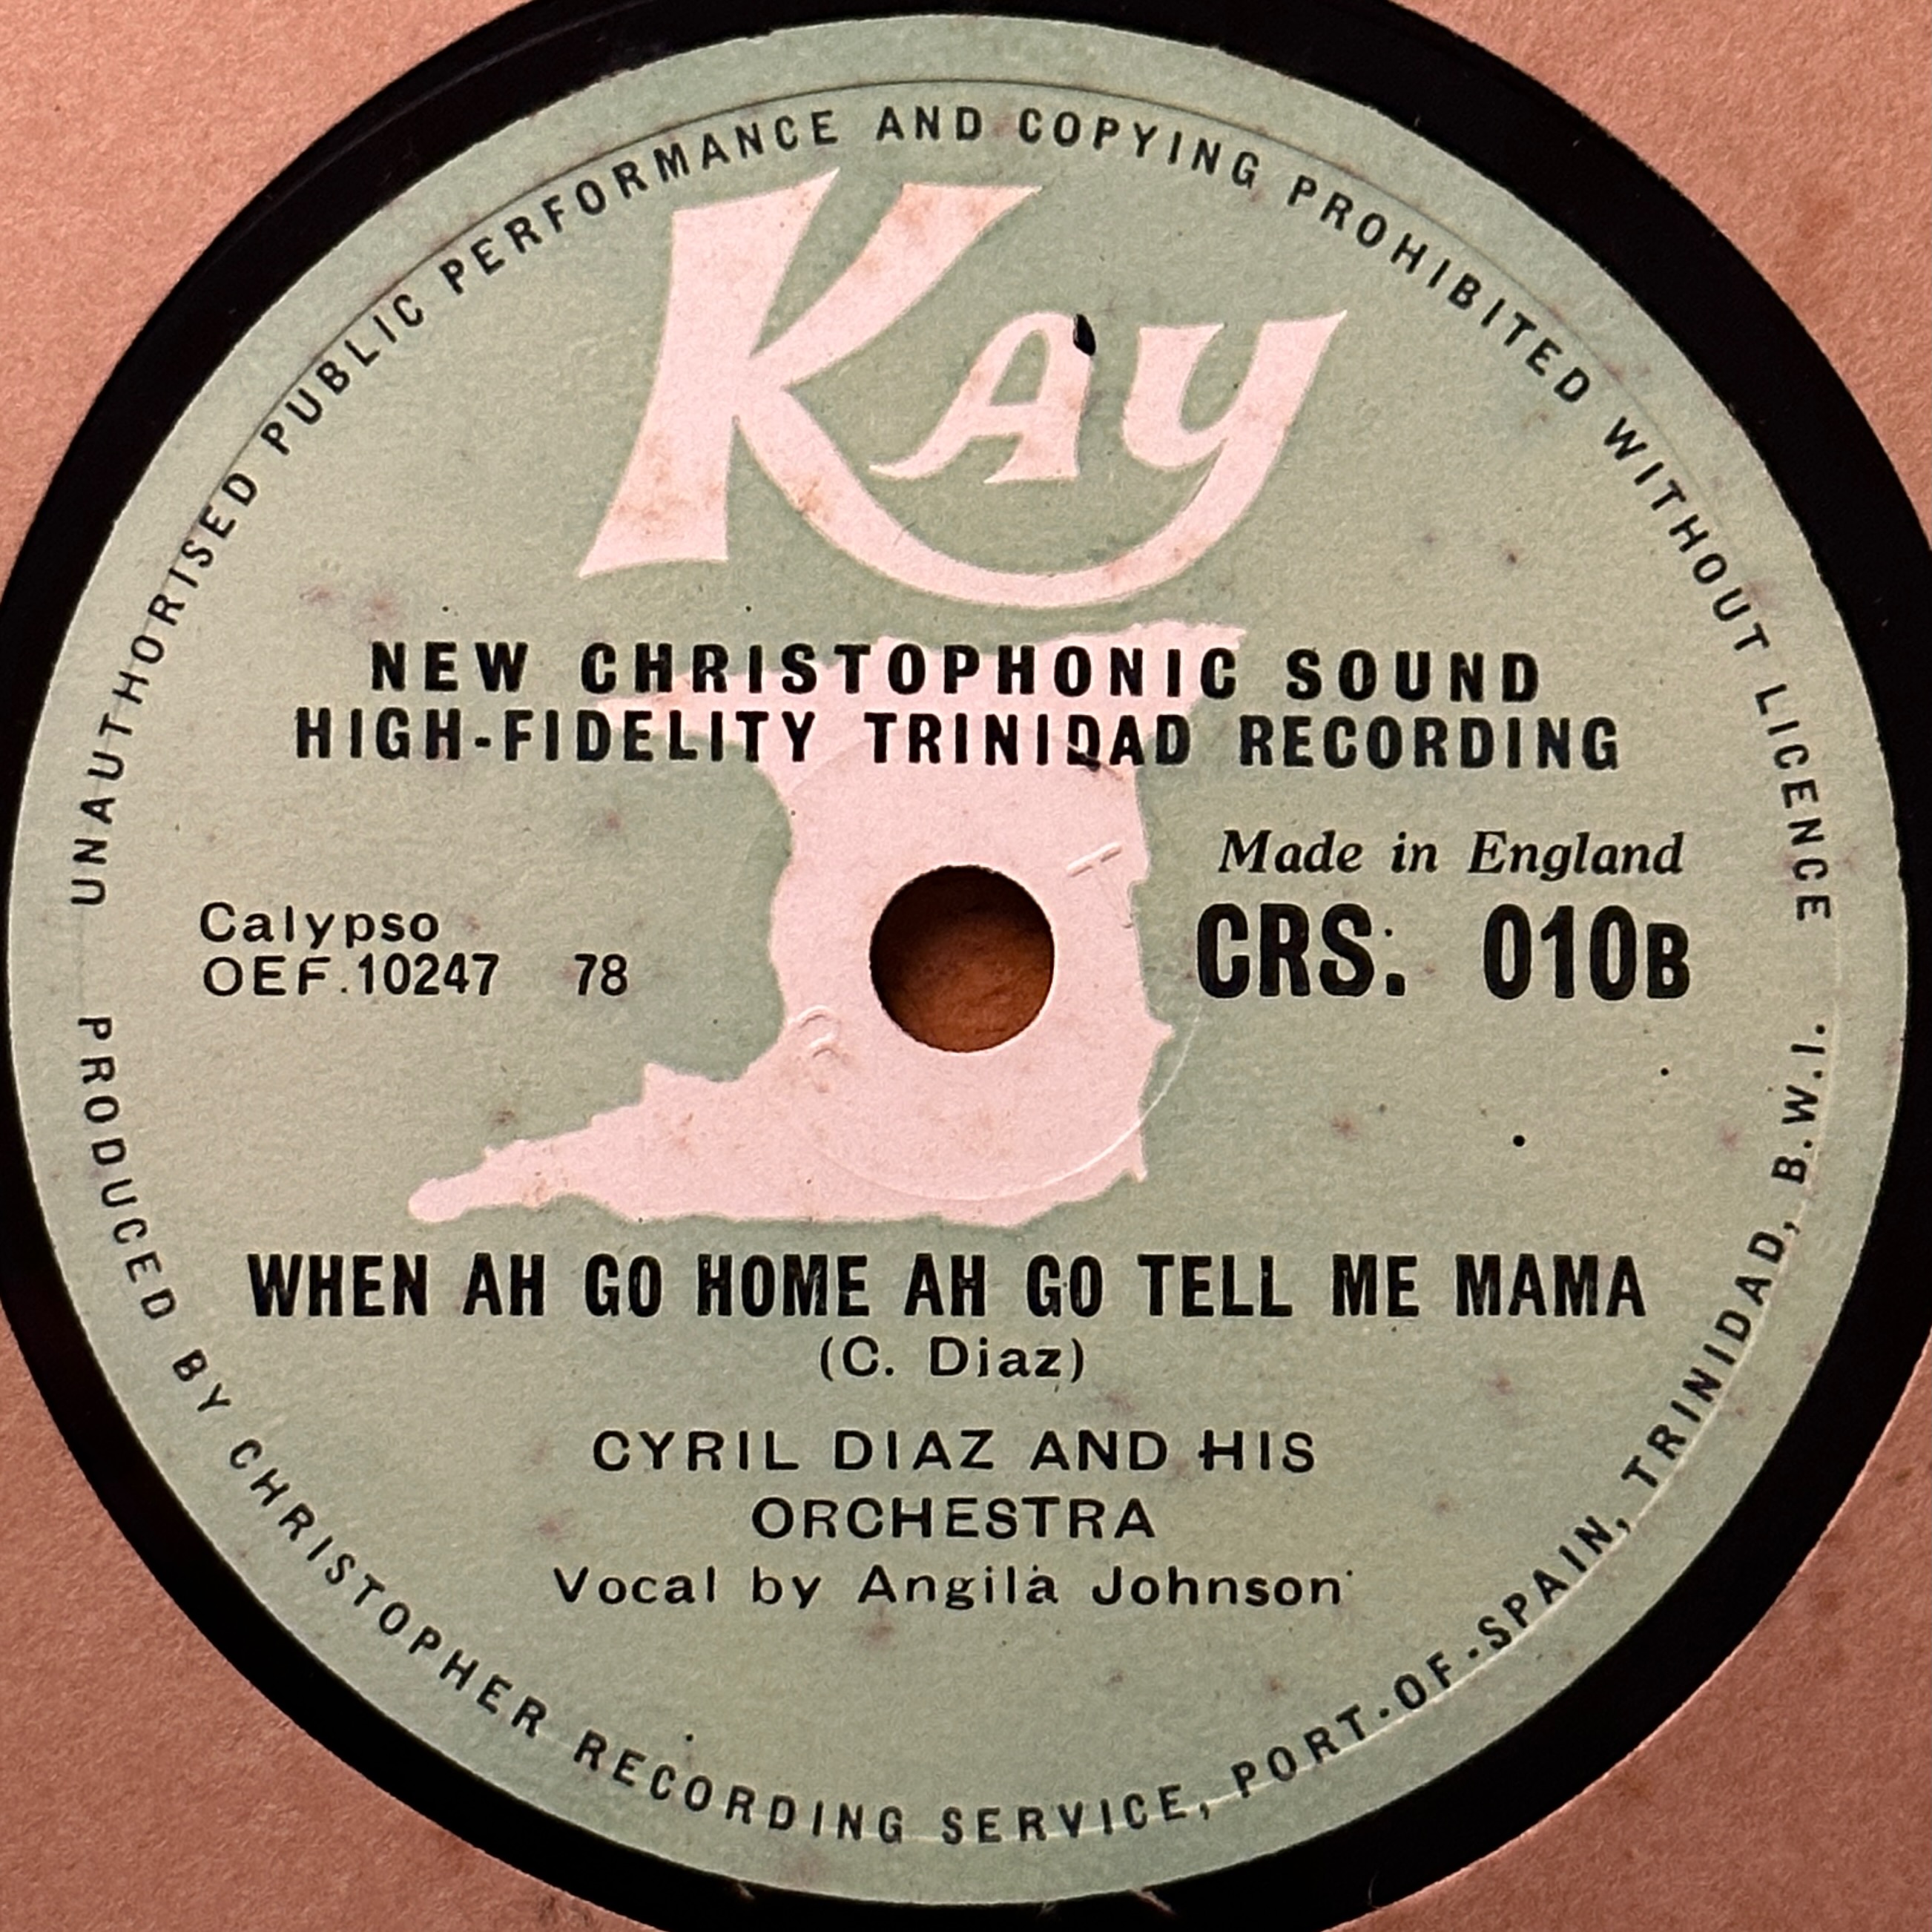 UNAUTHORISED PUBLIC PERFORMANCE AND COPYING PROHIBITED WITHOUT LICENCE
KAY
NEW CHRISTOPHONIC SOUND
HIGH-FIDELITY TRINIDAD RECORDING
Made in England
Calypso
OEF.10247 78
CRS. 010B
WHEN AH GO HOME AH GO TELL ME MAMA
(C. Diaz)
CYRIL DIAZ AND HIS
ORCHESTRA
Vocal by Angila Johnson
PRODUCED BY CHRISTOPHER RECORDING SERVICE, PORT-OF-SPAIN, TRINIDAD, B.W.I.